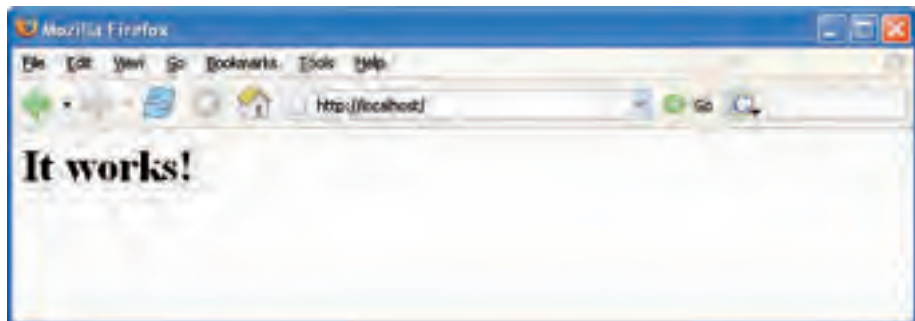 Mozilla Firefox
File Edit View Go Bookmarks Tools Help
http://localhost/ Go
It works!